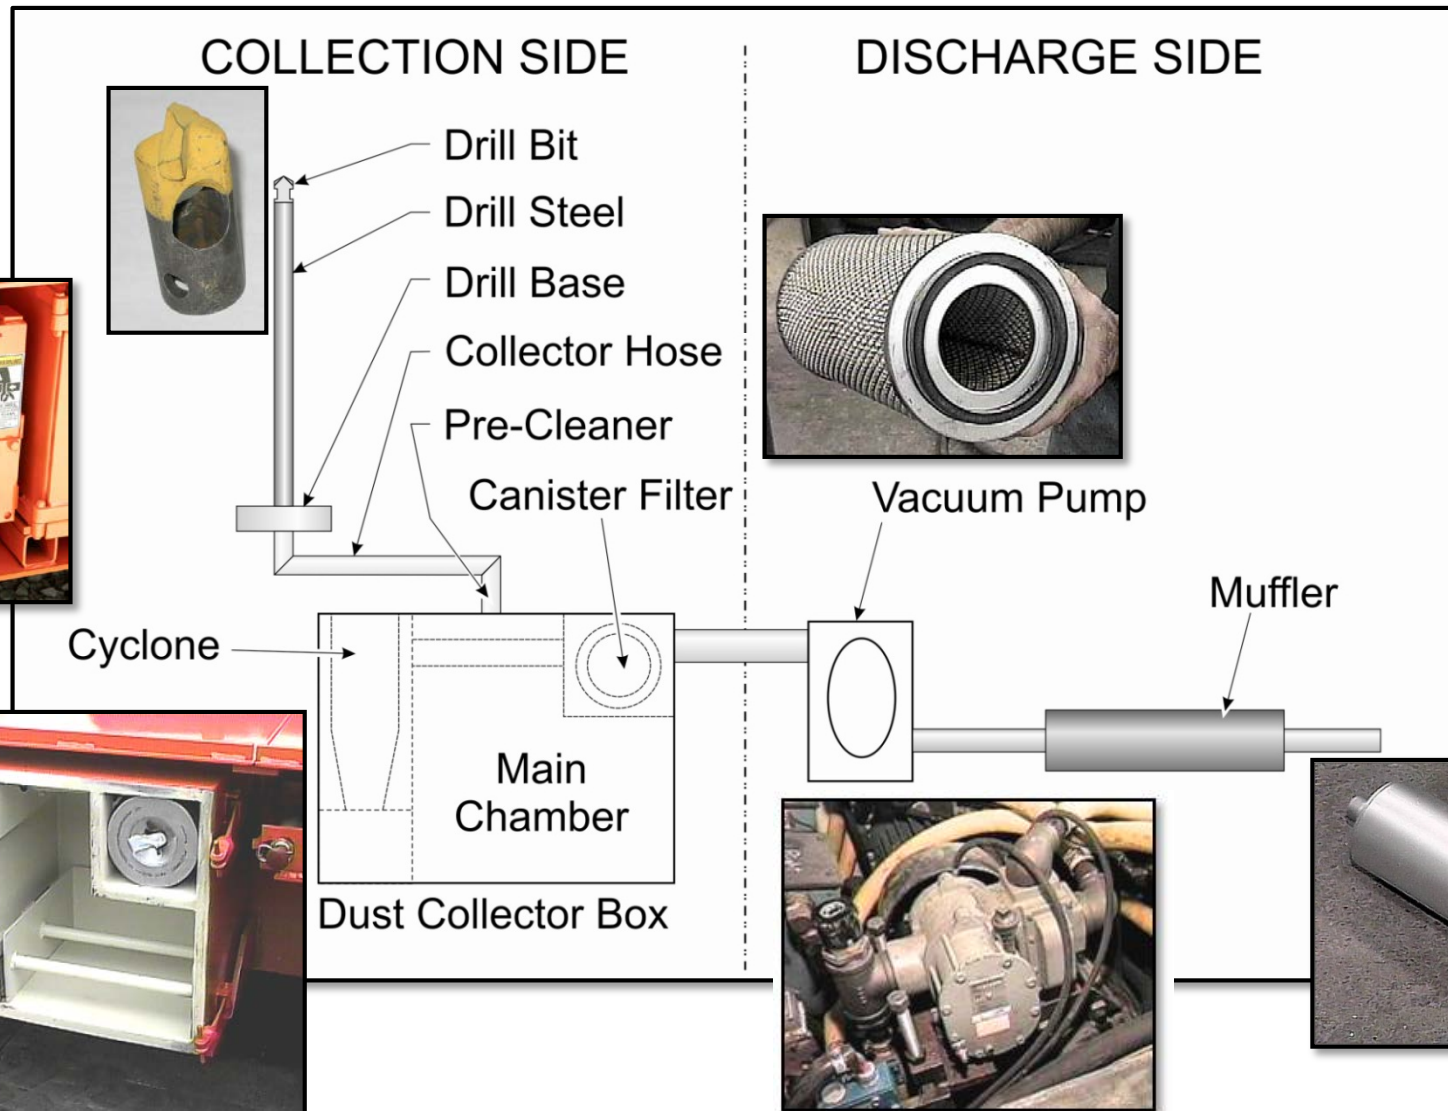 COLLECTION SIDE
DISCHARGE SIDE
Drill Bit
Drill Steel
Drill Base
Collector Hose
Pre-Cleaner
Canister Filter
Vacuum Pump
Muffler
Cyclone
Main
Chamber
Dust Collector Box